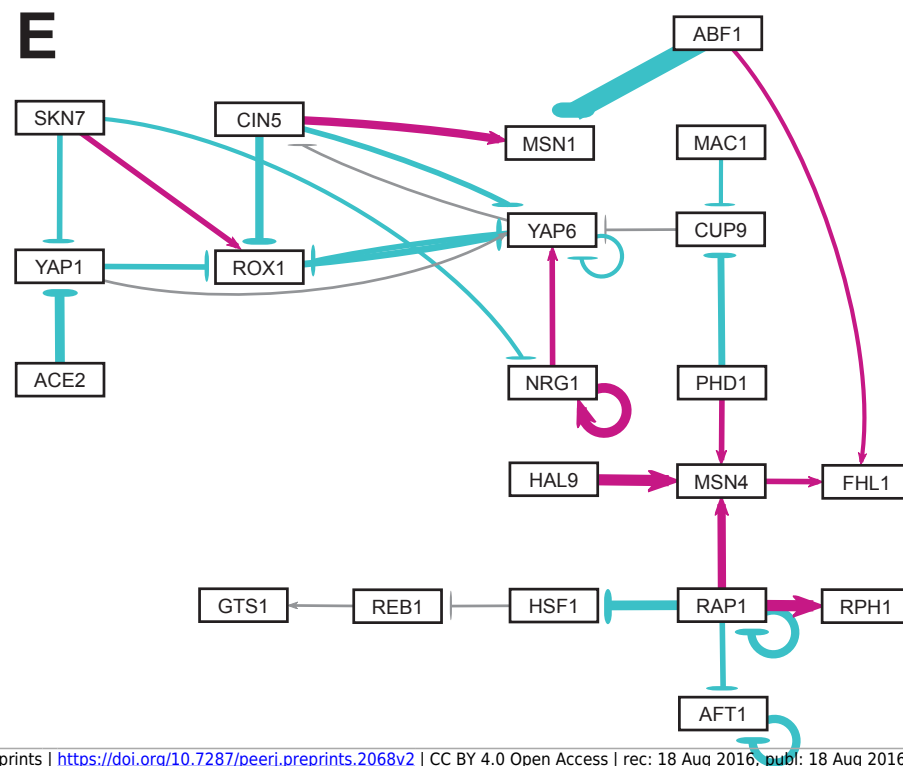 E
ABF1
SKN7
CIN5
MSN1
MAC1
YAP6
CUP9
YAP1
ROX1
ACE2
NRG1
PHD1
HAL9
MSN4
FHL1
GTS1
REB1
HSF1
RAP1
RPH1
AFT1
prints | https://doi.org/10.7287/peerj.preprints.2068v2 | CC BY 4.0 Open Access | rec: 18 Aug 2016, publ: 18 Aug 2016